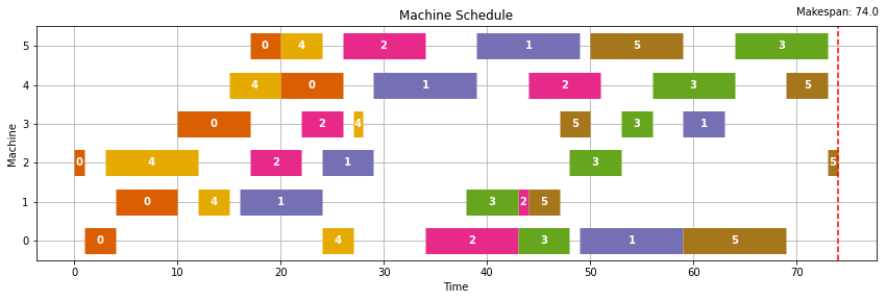 Makespan: 74.0
Machine Schedule
5 0 4 2 1 5 3
4 4 0 1 2 3 5
3 0 2 4 5 3 1
2 0 4 2 1 3 5
1 0 4 1 3 2 5
0 0 4 2 3 1 5
Machine
0 10 20 30 40 50 60 70
Time